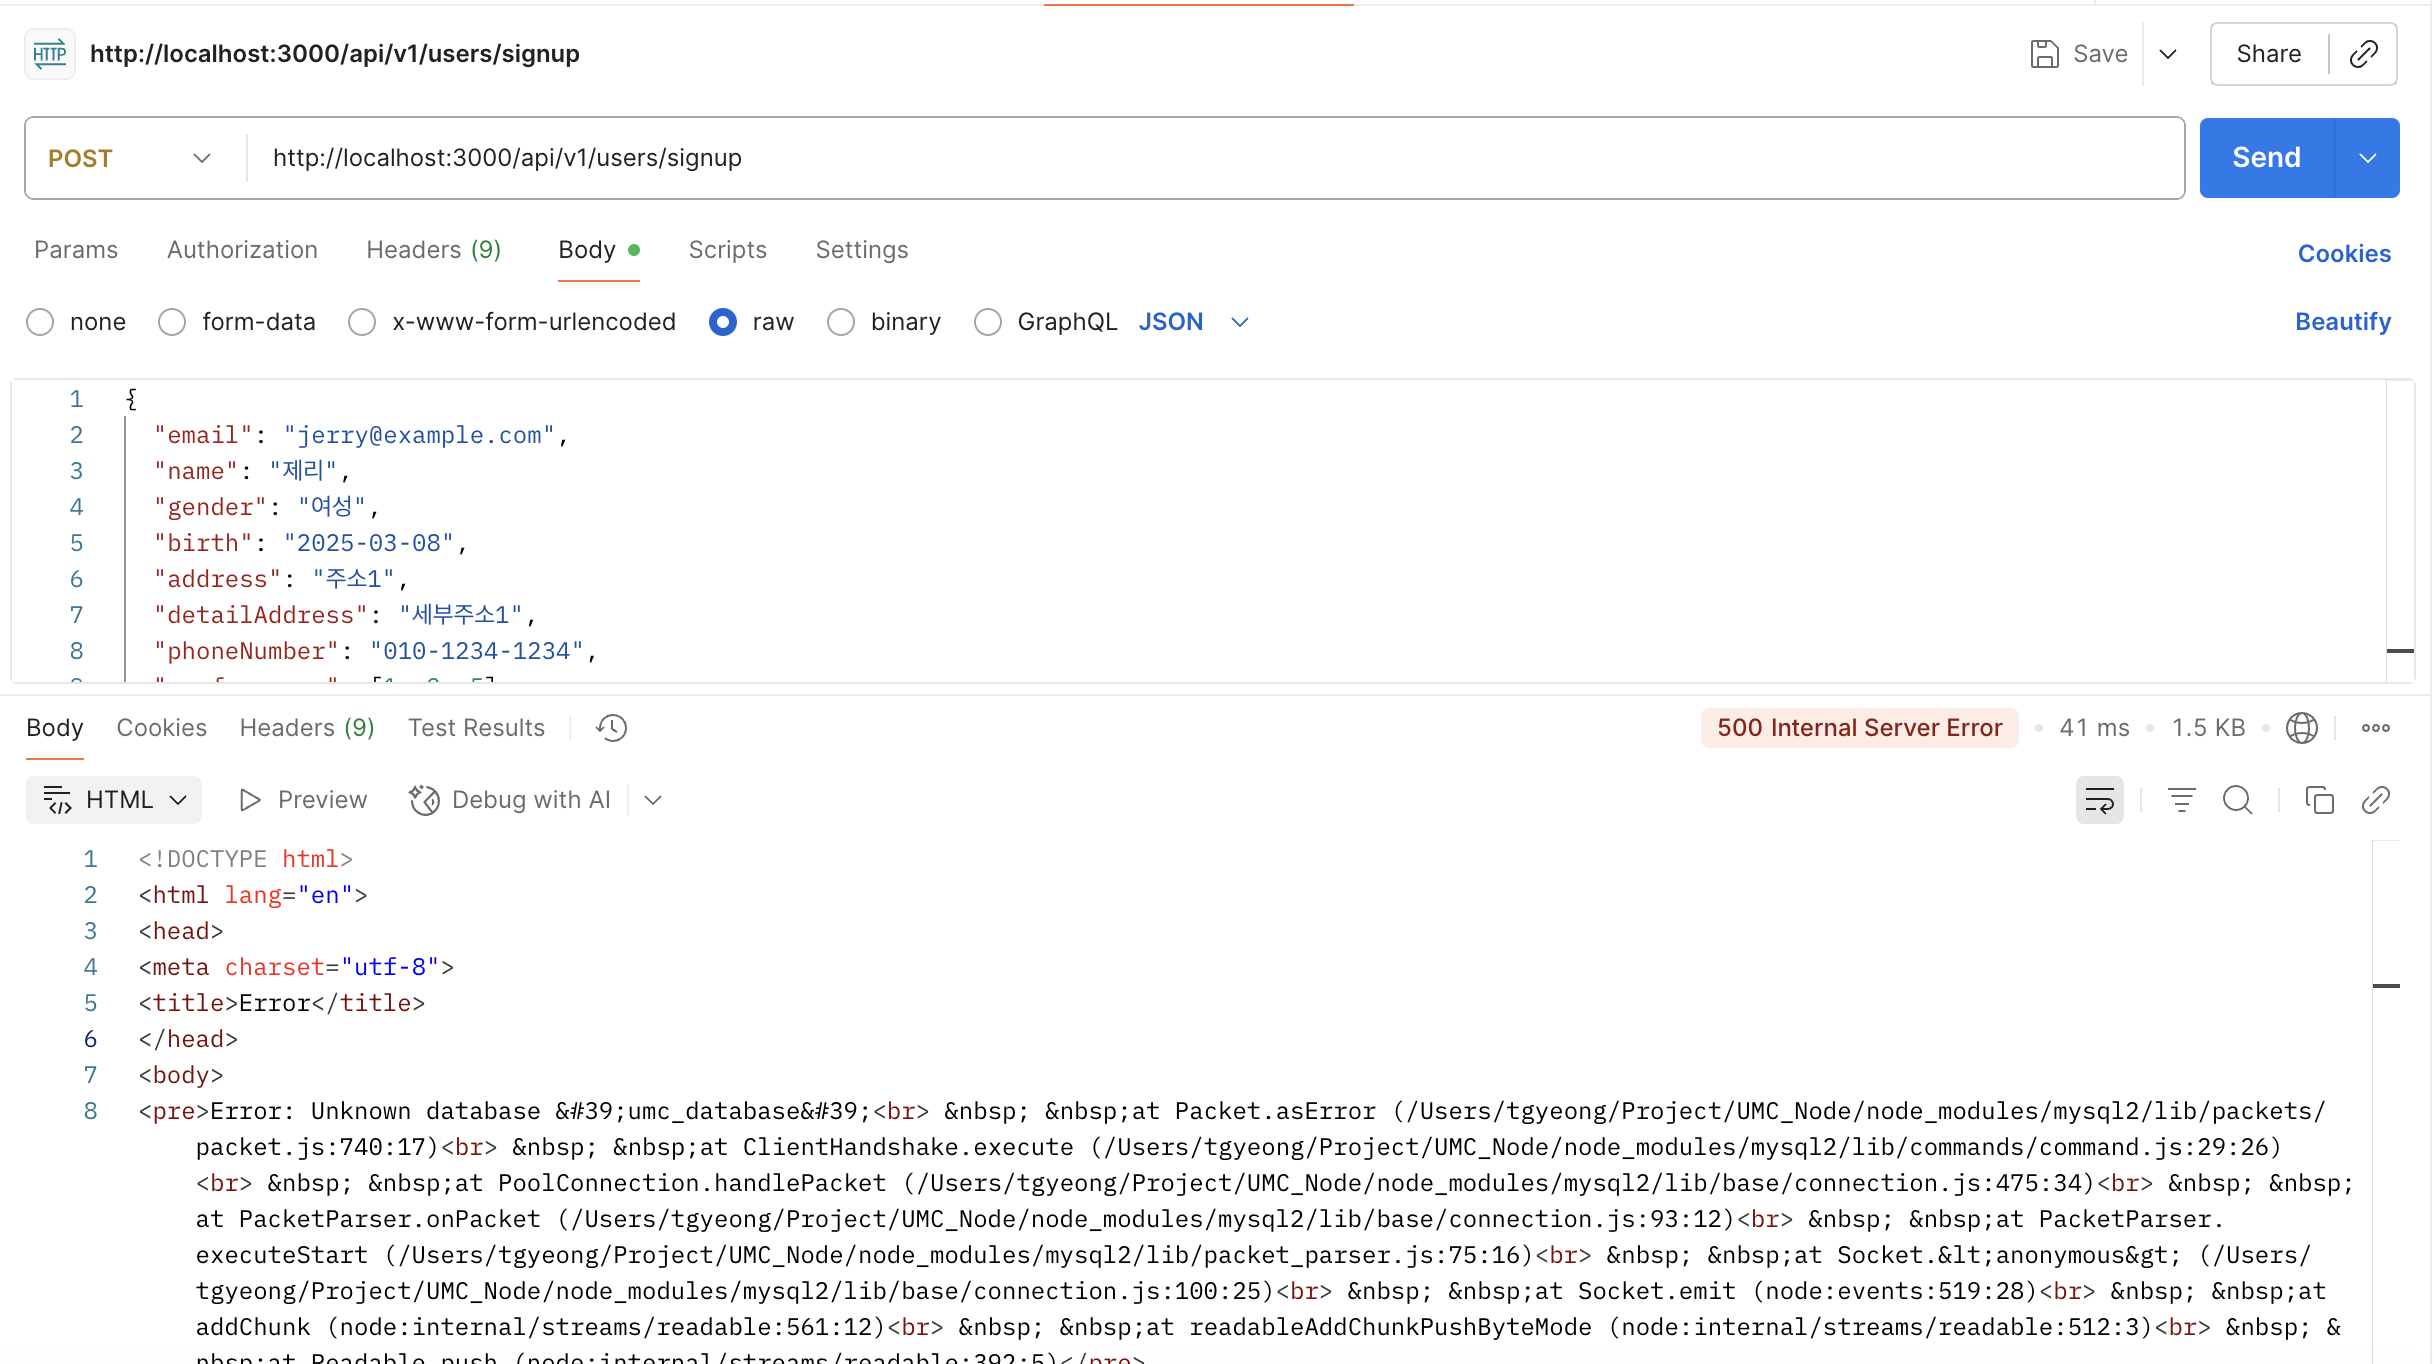 HTTP http://localhost:3000/api/v1/users/signup Save Share
POST http://localhost:3000/api/v1/users/signup Send
Params Authorization Headers (9) Body Scripts Settings Cookies
none form-data x-www-form-urlencoded raw binary GraphQL JSON Beautify
1 {
2 "email": "jerry@example.com",
3 "name": "제리",
4 "gender": "여성",
5 "birth": "2025-03-08",
6 "address": "주소1",
7 "detailAddress": "세부주소1",
8 "phoneNumber": "010-1234-1234",
Body Cookies Headers (9) Test Results 500 Internal Server Error 41 ms 1.5 KB
HTML Preview Debug with AI
1 <!DOCTYPE html>
2 <html lang="en">
3 <head>
4 <meta charset="utf-8">
5 <title>Error</title>
6 </head>
7 <body>
8 <pre>Error: Unknown database &#39;umc_database&#39;<br> &nbsp; &nbsp;at Packet.asError (/Users/tgyeong/Project/UMC_Node/node_modules/mysql2/lib/packets/
packet.js:740:17)<br> &nbsp; &nbsp;at ClientHandshake.execute (/Users/tgyeong/Project/UMC_Node/node_modules/mysql2/lib/commands/command.js:29:26)
<br> &nbsp; &nbsp;at PoolConnection.handlePacket (/Users/tgyeong/Project/UMC_Node/node_modules/mysql2/lib/base/connection.js:475:34)<br> &nbsp; &nbsp;
at PacketParser.onPacket (/Users/tgyeong/Project/UMC_Node/node_modules/mysql2/lib/base/connection.js:93:12)<br> &nbsp; &nbsp;at PacketParser.
executeStart (/Users/tgyeong/Project/UMC_Node/node_modules/mysql2/lib/packet_parser.js:75:16)<br> &nbsp; &nbsp;at Socket.&lt;anonymous&gt; (/Users/
tgyeong/Project/UMC_Node/node_modules/mysql2/lib/base/connection.js:100:25)<br> &nbsp; &nbsp;at Socket.emit (node:events:519:28)<br> &nbsp; &nbsp;at
addChunk (node:internal/streams/readable:561:12)<br> &nbsp; &nbsp;at readableAddChunkPushByteMode (node:internal/streams/readable:512:3)<br> &nbsp; &
nbsp;at Readable.push (node:internal/streams/readable:392:5)</pre>